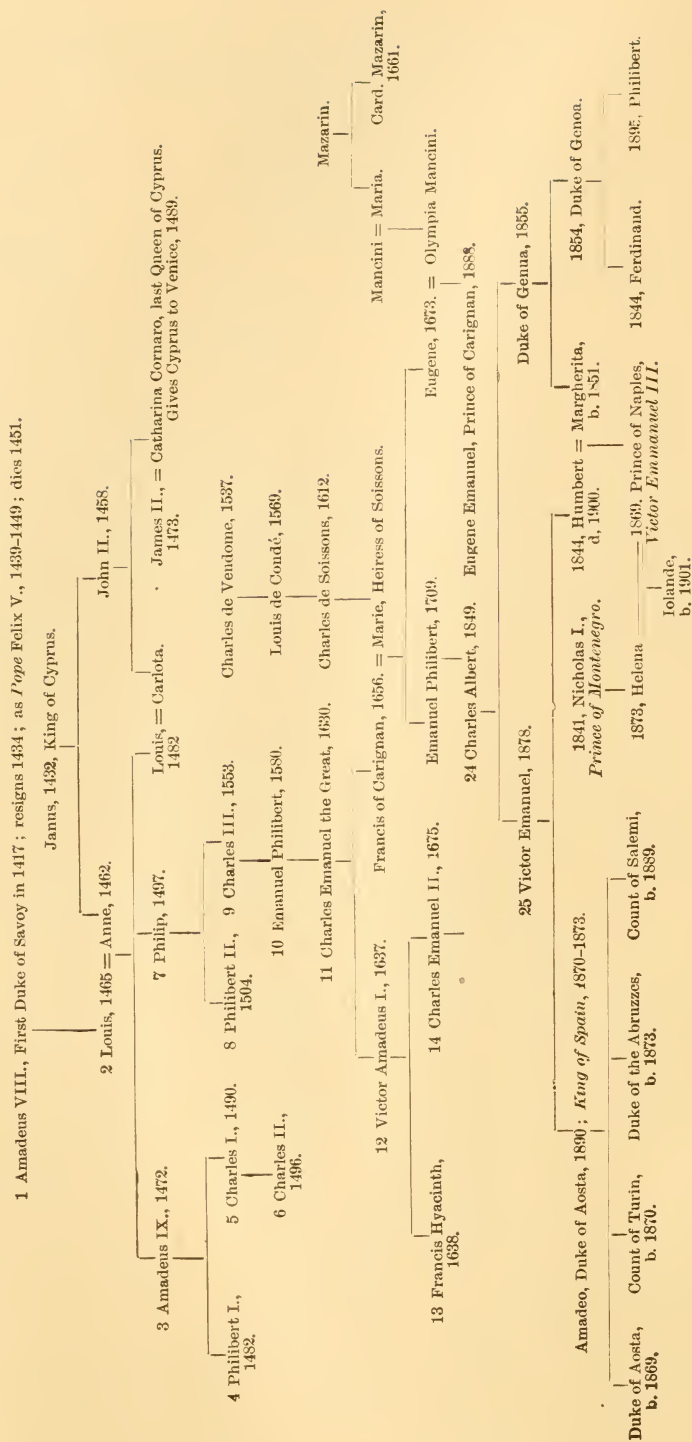 1 Amadeus VIII., First Duke of Savoy in 1417; resigns 1434; as Pope Felix V., 1439-1449; dies 1451.
Janus, 1432, King of Cyprus.
2 Louis, 1465 = Anne, 1462.
John II., 1458.
3 Amadeus IX., 1472.
7 Philip, 1497.
Louis, = Carlota.
1482
James II., = Catharina Cornaro, last Queen of Cyprus.
1473. Gives Cyprus to Venice, 1489.
4 Philibert I.,
1482.
5 Charles I., 1490.
8 Philibert II.,
1504.
9 Charles III., 1553.
Charles de Vendome, 1537.
6 Charles II.,
1496.
10 Emanuel Philibert, 1580.
Louis de Condé, 1569.
11 Charles Emanuel the Great, 1630.
Charles de Soissons, 1612.
Mazarin.
12 Victor Amadeus I., 1637.
Francis of Carignan, 1656. = Marie, Heiress of Soissons.
Mancini = Maria.
Card. Mazarin,
1661.
13 Francis Hyacinth,
1638.
14 Charles Emanuel II., 1675.
Emanuel Philibert, 1709.
Eugene, 1673. = Olympia Mancini.
24 Charles Albert, 1849.
Eugene Emanuel, Prince of Carignan, 1888.
25 Victor Emanuel, 1878.
Duke of Genua, 1855.
Amadeo, Duke of Aosta, 1890; King of Spain, 1870-1873.
1841, Nicholas I.,
Prince of Montenegro.
1844, Humbert = Margherita,
d. 1900. b. 1851.
1854, Duke of Genoa.
Duke of Aosta,
b. 1869.
Count of Turin,
b. 1870.
Duke of the Abruzzes,
b. 1873.
Count of Salemi,
b. 1889.
1873, Helena
1869, Prince of Naples,
Victor Emmanuel III.
1844, Ferdinand.
1895, Philibert.
Iolande,
b. 1901.